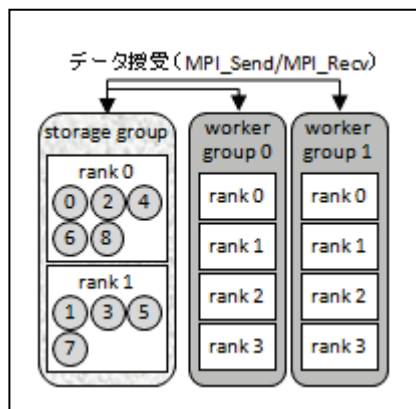 データ授受(MPI_Send/MPI_Recv)
storage group
rank 0
0 2 4
6 8
rank 1
1 3 5
7
worker
group 0
rank 0
rank 1
rank 2
rank 3
worker
group 1
rank 0
rank 1
rank 2
rank 3